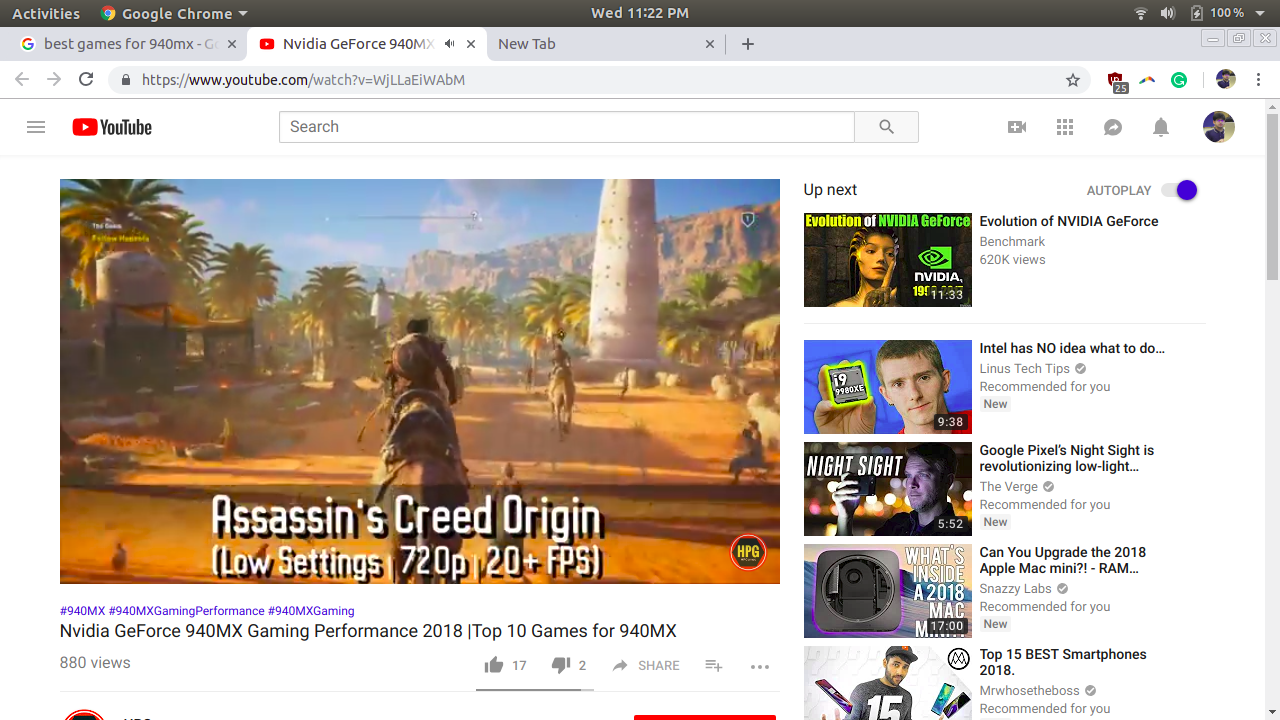 Activities Google Chrome Wed 11:22 PM 100 %
best games for 940mx - Go Nvidia GeForce 940MX New Tab
https://www.youtube.com/watch?v=WjLLaEiWAbM 25
YouTube Search
Follow Horizons
Assassin's Creed Origin
(Low Settings | 720p | 20+ FPS)
HPG
#940MX #940MXGamingPerformance #940MXGaming
Nvidia GeForce 940MX Gaming Performance 2018 |Top 10 Games for 940MX
880 views
17 2 SHARE
Up next AUTOPLAY
Evolution of NVIDIA GeForce
NVIDIA.
11:33
Evolution of NVIDIA GeForce
Benchmark
620K views
i9
9980XE
9:38
Intel has NO idea what to do...
Linus Tech Tips
Recommended for you
New
NIGHT SIGHT
5:52
Google Pixel's Night Sight is
revolutionizing low-light...
The Verge
Recommended for you
New
WHAT'S
INSIDE
A 2018
MAC
MINI?!
17:00
Can You Upgrade the 2018
Apple Mac mini?! - RAM...
Snazzy Labs
Recommended for you
New
15
Top 15 BEST Smartphones
2018.
Mrwhosetheboss
Recommended for you